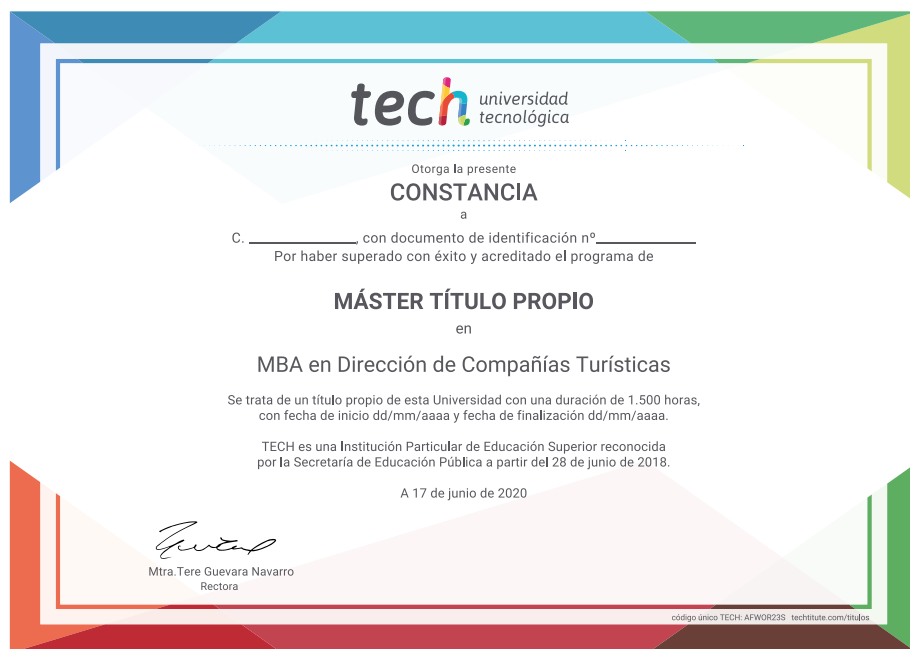 tech universidad
tecnológica
Otorga la presente
CONSTANCIA
a
C. ____________, con documento de identificación nº___________
Por haber superado con éxito y acreditado el programa de
MÁSTER TÍTULO PROPIO
en
MBA en Dirección de Compañías Turísticas
Se trata de un título propio de esta Universidad con una duración de 1.500 horas,
con fecha de inicio dd/mm/aaaa y fecha de finalización dd/mm/aaaa.
TECH es una Institución Particular de Educación Superior reconocida
por la Secretaría de Educación Pública a partir del 28 de junio de 2018.
A 17 de junio de 2020
Mtra.Tere Guevara Navarro
Rectora
código único TECH: AFWOR23S techtitute.com/titulos